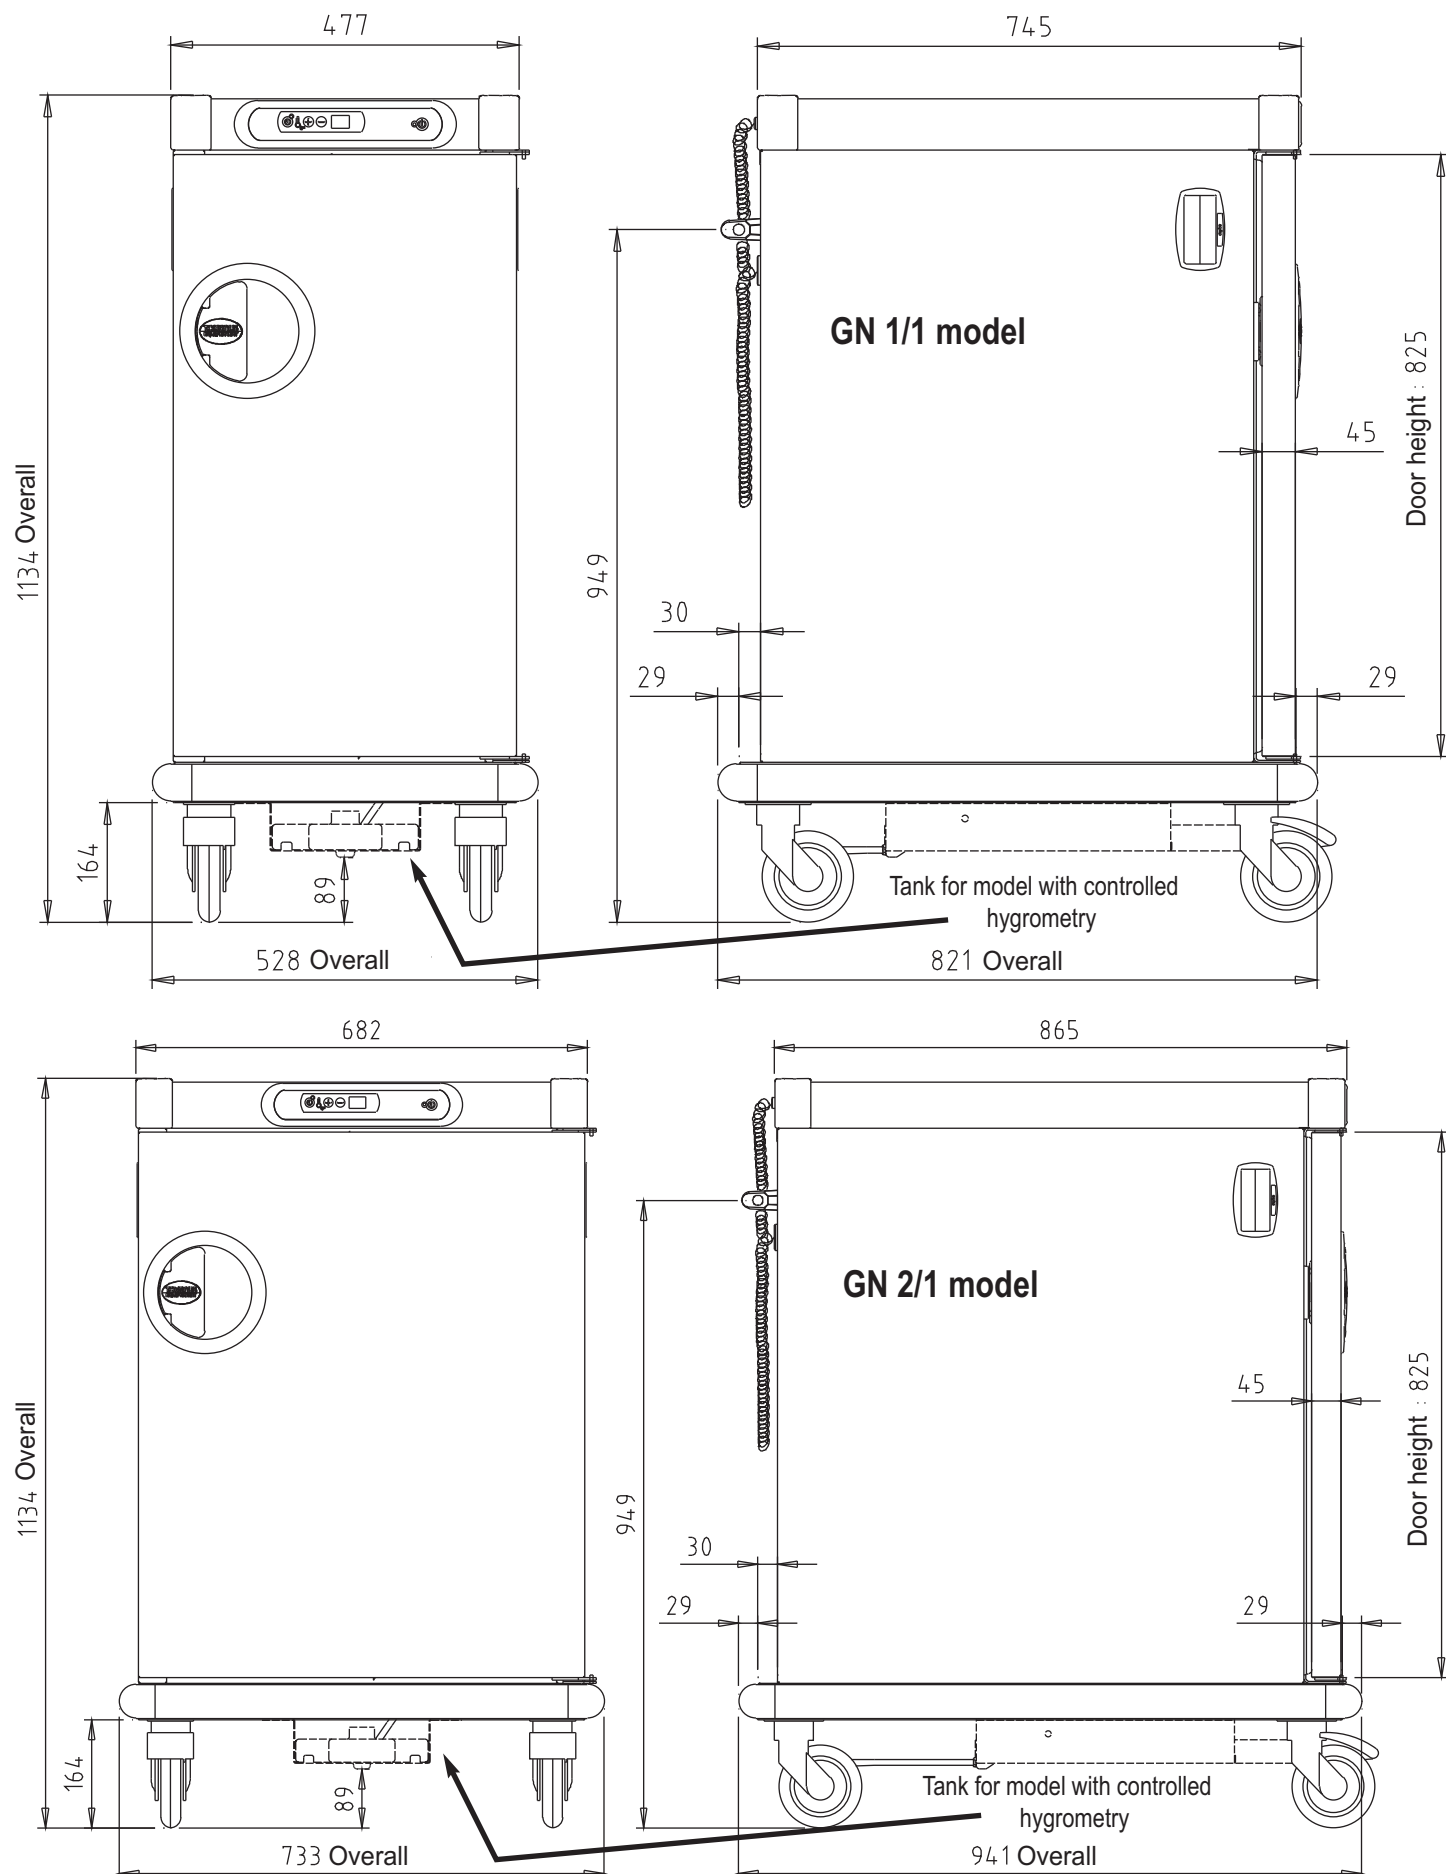 477
745
GN 1/1 model
Door height : 825
45
1134 Overall
949
30
29
29
164
89
Tank for model with controlled
hygrometry
528 Overall
821 Overall
682
865
GN 2/1 model
Door height : 825
45
1134 Overall
949
30
29
29
164
89
Tank for model with controlled
hygrometry
733 Overall
941 Overall